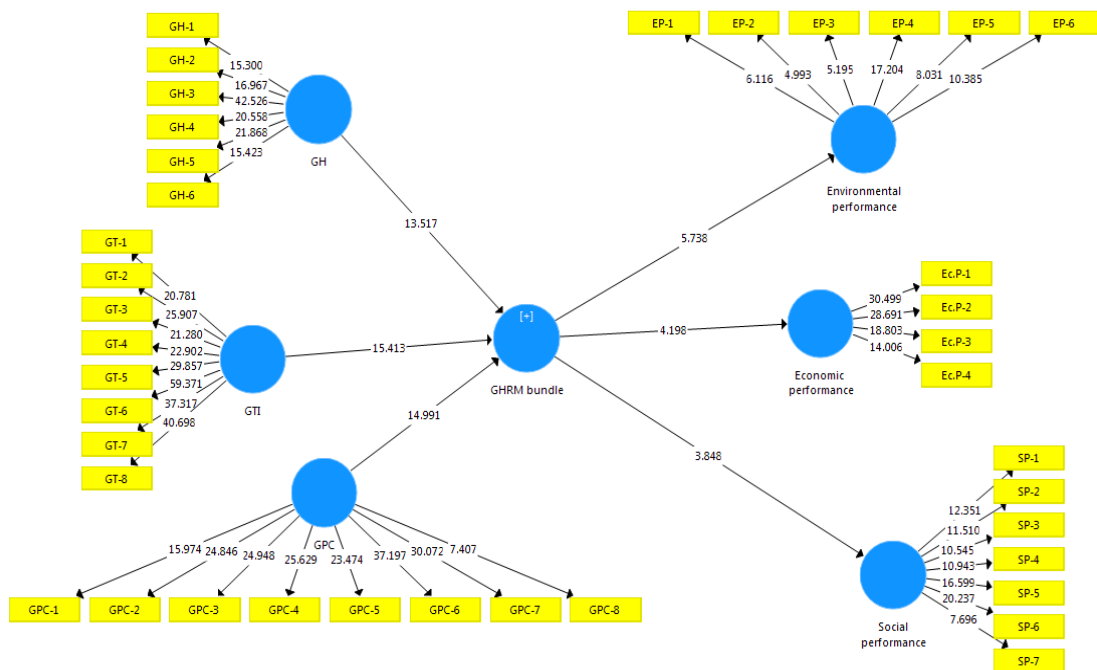 GH-1
GH-2
GH-3
GH-4
GH-5
GH-6
15.300
16.967
42.526
20.558
21.868
15.423
GH
13.517
EP-1
EP-2
EP-3
EP-4
EP-5
EP-6
6.116
4.993
5.195
17.204
8.031
10.385
Environmental
performance
5.738
GT-1
GT-2
GT-3
GT-4
GT-5
GT-6
GT-7
GT-8
20.781
25.907
21.280
22.902
29.857
59.371
37.317
40.698
GTI
15.413
[+]
GHRM bundle
4.198
Ec.P-1
Ec.P-2
Ec.P-3
Ec.P-4
30.499
28.691
18.803
14.006
Economic
performance
14.991
3.848
GPC
15.974
24.846
24.948
25.629
23.474
37.197
30.072
7.407
GPC-1
GPC-2
GPC-3
GPC-4
GPC-5
GPC-6
GPC-7
GPC-8
SP-1
SP-2
SP-3
SP-4
SP-5
SP-6
SP-7
12.351
11.510
10.545
10.943
16.599
20.237
7.696
Social
performance